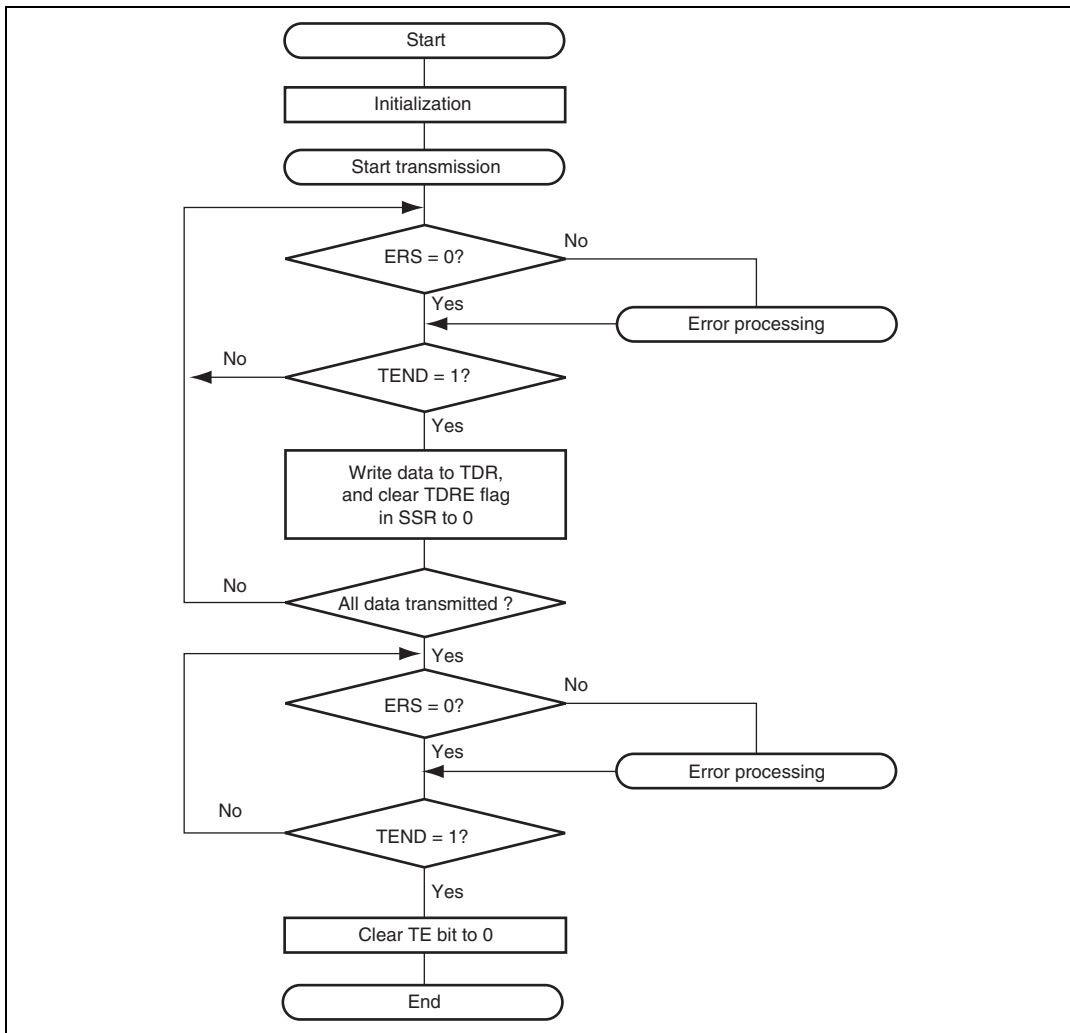 Start
Initialization
Start transmission
ERS = 0?
No
Yes
Error processing
No
TEND = 1?
Yes
Write data to TDR,
and clear TDRE flag
in SSR to 0
No
All data transmitted ?
Yes
ERS = 0?
No
Yes
Error processing
No
TEND = 1?
Yes
Clear TE bit to 0
End